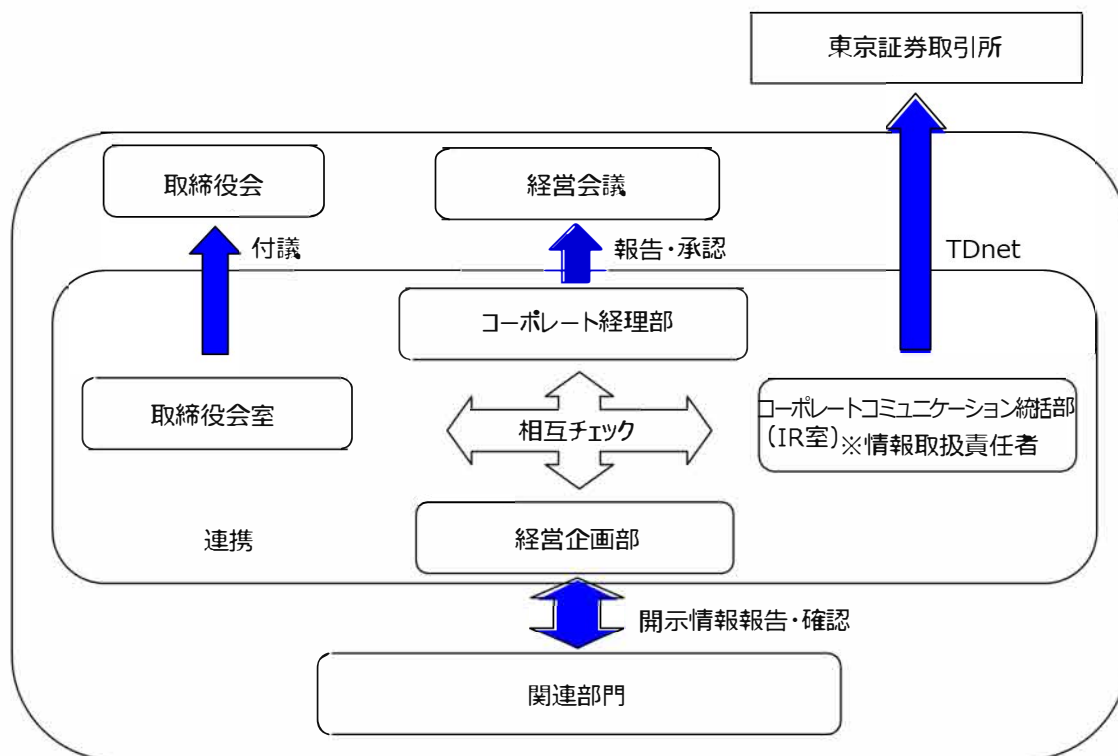 東京証券取引所
取締役会
経営会議
付議
報告・承認
TDnet
コーポレート経理部
取締役会室
相互チェック
コーポレートコミュニケーション統括部
(IR室)※情報取扱責任者
連携
経営企画部
開示情報報告・確認
関連部門